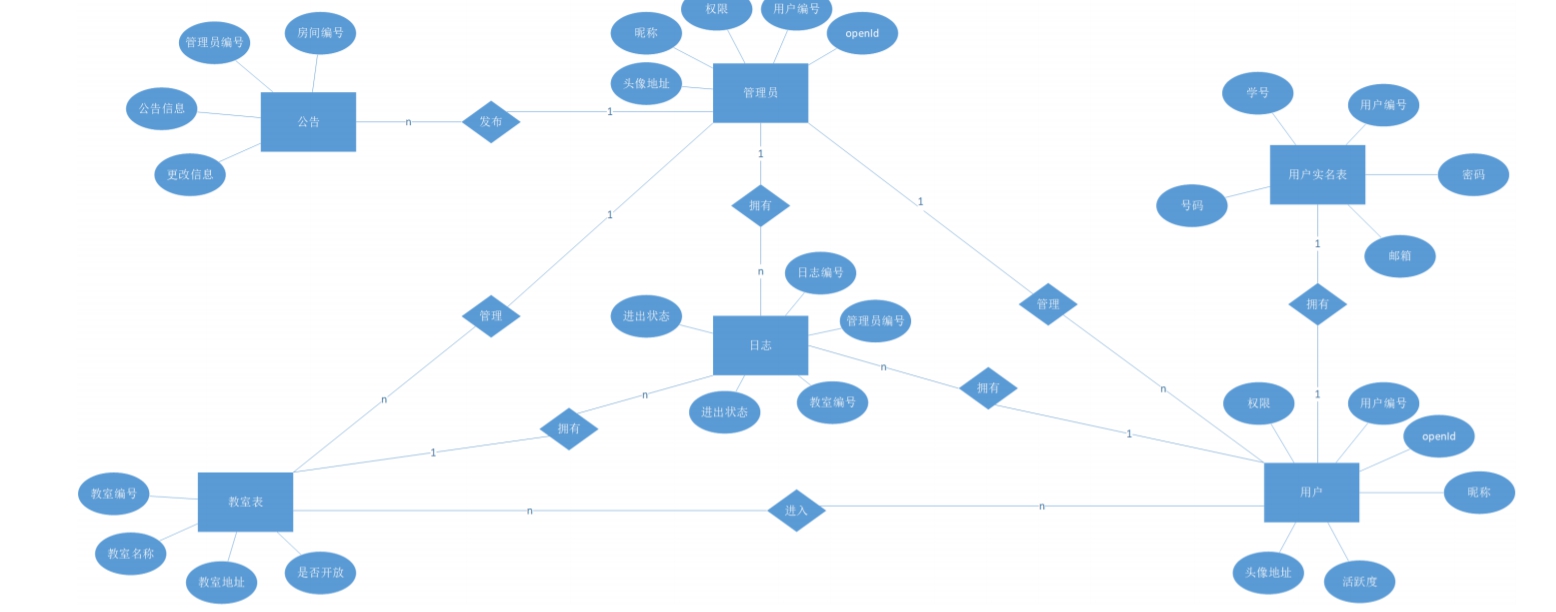 权限
用户编号
昵称
openId
头像地址
管理员
管理员编号
房间编号
公告信息
公告
更改信息
n
发布
1
学号
用户编号
用户实名表
密码
号码
邮箱
1
拥有
1
1
拥有
n
1
管理
n
1
管理
n
日志编号
进出状态
管理员编号
日志
进出状态
教室编号
n
拥有
1
n
拥有
1
权限
用户编号
openId
用户
昵称
头像地址
活跃度
教室编号
教室表
教室名称
教室地址
是否开放
n
进入
n